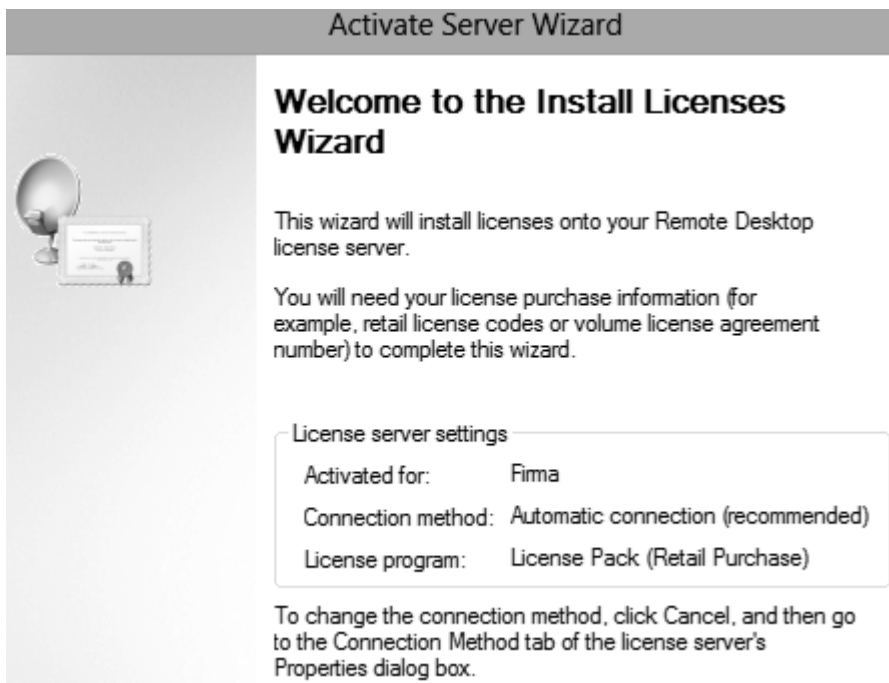 Activate Server Wizard
Welcome to the Install Licenses
Wizard
This wizard will install licenses onto your Remote Desktop
license server.
You will need your license purchase information (for
example, retail license codes or volume license agreement
number) to complete this wizard.
License server settings
Activated for: Firma
Connection method: Automatic connection (recommended)
License program: License Pack (Retail Purchase)
To change the connection method, click Cancel, and then go
to the Connection Method tab of the license server's
Properties dialog box.